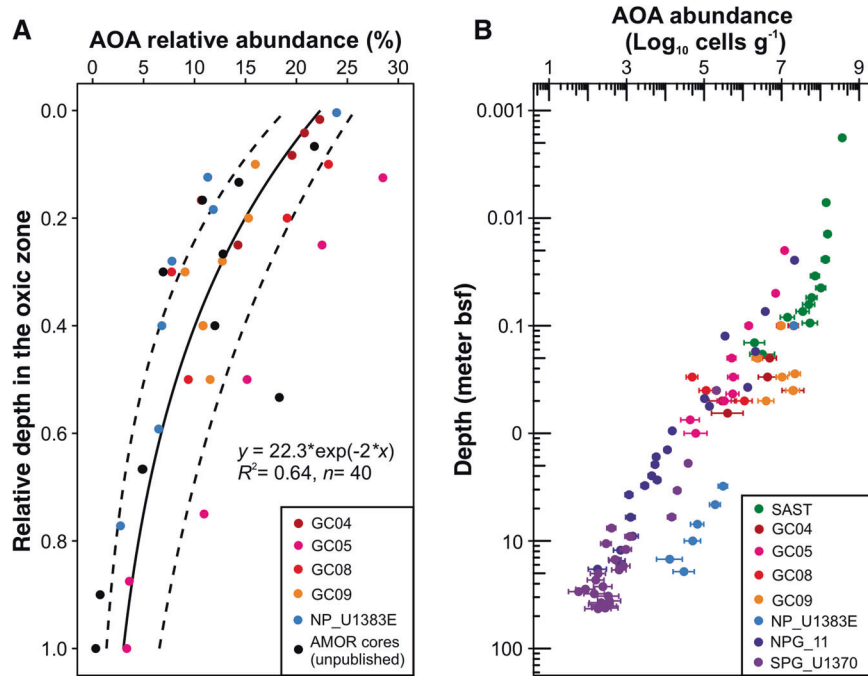 A
AOA relative abundance (%)
0 5 10 15 20 25 30
Relative depth in the oxic zone
0.0
0.2
0.4
0.6
0.8
1.0
y = 22.3*exp(-2*x)
R²= 0.64, n= 40
GC04
GC05
GC08
GC09
NP_U1383E
AMOR cores
(unpublished)
B
AOA abundance
(Log₁₀ cells g⁻¹)
1 3 5 7 9
Depth (meter bsf)
0.001
0.01
0.1
0
10
100
SAST
GC04
GC05
GC08
GC09
NP_U1383E
NPG_11
SPG_U1370